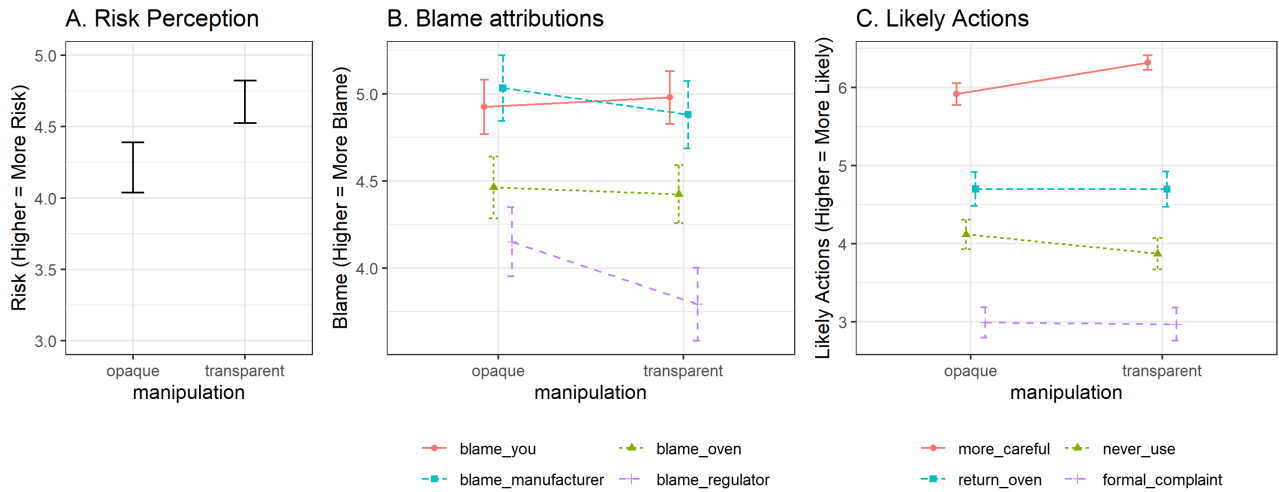 A. Risk Perception
Risk (Higher = More Risk)
5.0
4.5
4.0
3.5
3.0
opaque transparent
manipulation
B. Blame attributions
Blame (Higher = More Blame)
5.0
4.5
4.0
opaque transparent
manipulation
blame_you blame_oven
blame_manufacturer blame_regulator
C. Likely Actions
Likely Actions (Higher = More Likely)
6
5
4
3
opaque transparent
manipulation
more_careful never_use
return_oven formal_complaint